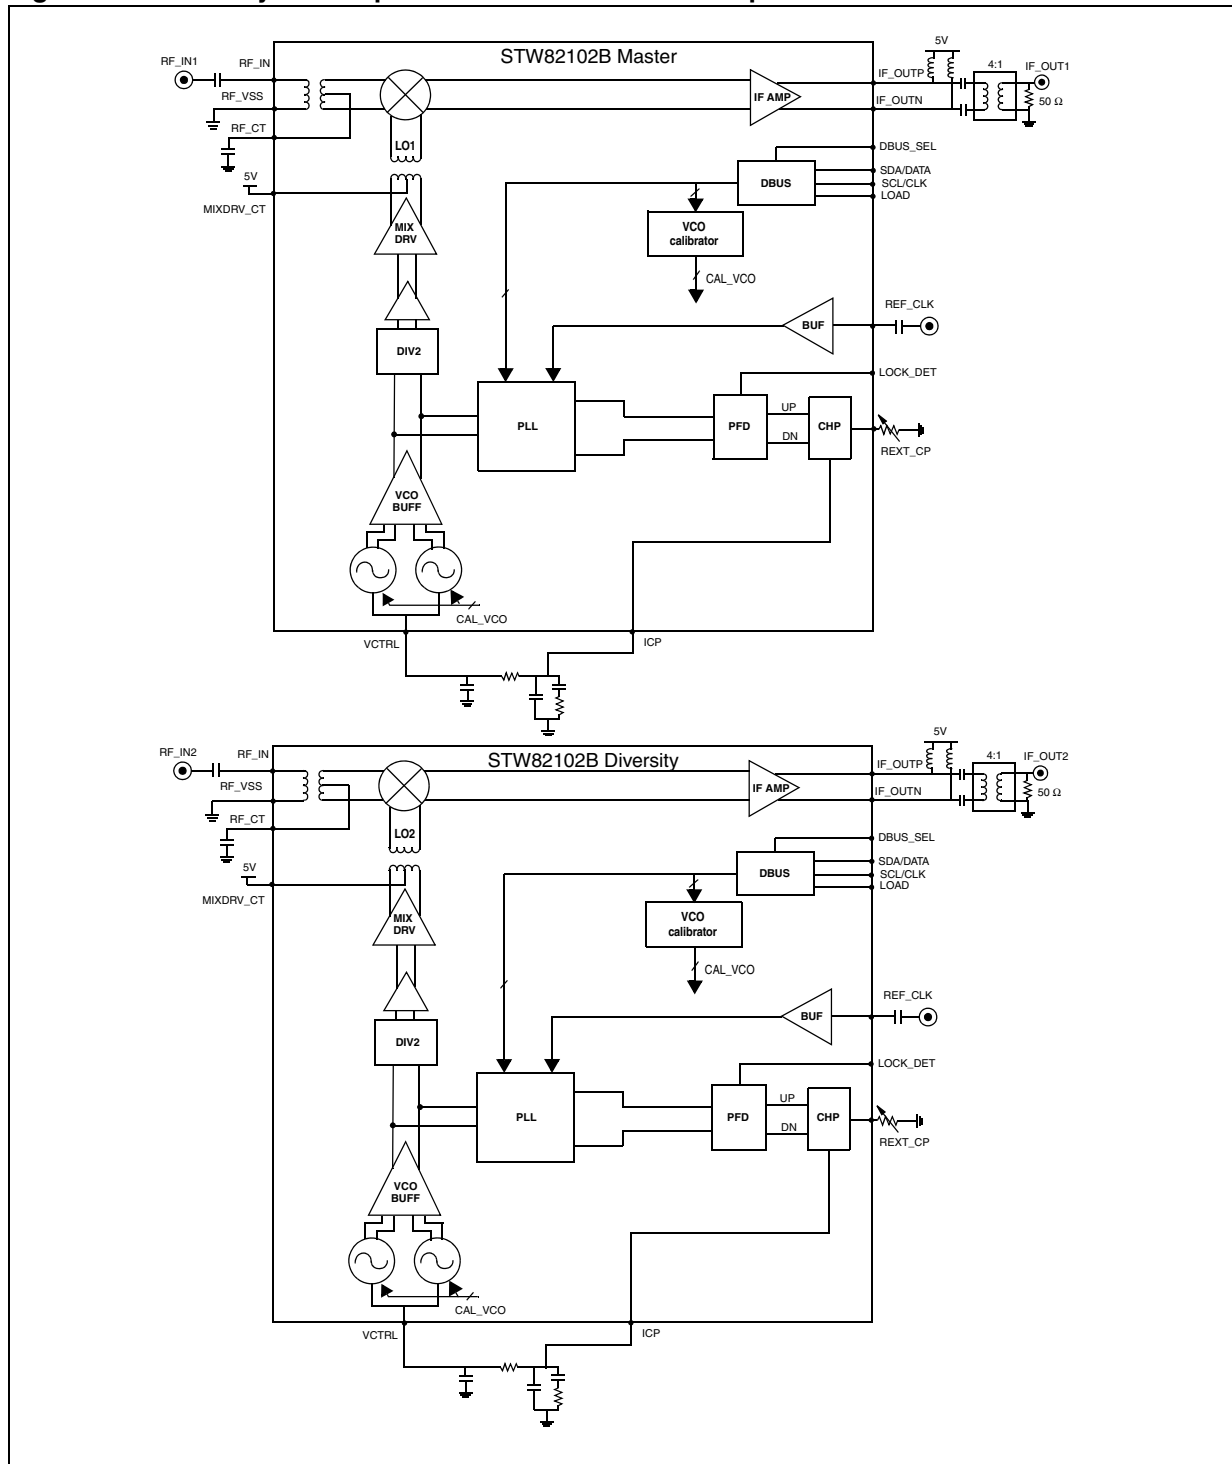 STW82102B Master
5V
RF_IN1
RF_IN
4:1
IF_OUT1
IF_OUTP
RF_VSS
IF AMP
50 Ω
IF_OUTN
RF_CT
LO1
DBUS_SEL
5V
SDA/DATA
DBUS
SCL/CLK
LOAD
MIXDRV_CT
MIX
DRV
VCO
calibrator
CAL_VCO
REF_CLK
BUF
DIV2
LOCK_DET
PLL
PFD
UP
DN
CHP
REXT_CP
VCO
BUFF
CAL_VCO
VCTRL
ICP
STW82102B Diversity
5V
RF_IN2
RF_IN
4:1
IF_OUT2
IF_OUTP
RF_VSS
IF AMP
50 Ω
IF_OUTN
RF_CT
LO2
DBUS_SEL
5V
SDA/DATA
DBUS
SCL/CLK
LOAD
MIXDRV_CT
MIX
DRV
VCO
calibrator
CAL_VCO
REF_CLK
BUF
DIV2
LOCK_DET
PLL
PFD
UP
DN
CHP
REXT_CP
VCO
BUFF
CAL_VCO
VCTRL
ICP